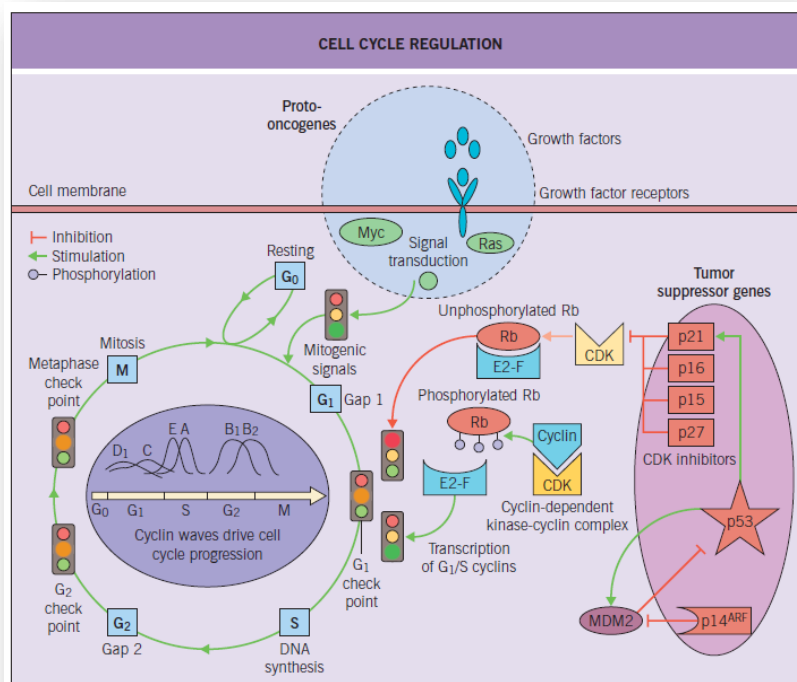 CELL CYCLE REGULATION
Proto-
oncogenes
Growth factors
Cell membrane
Growth factor receptors
Inhibition
Stimulation
Phosphorylation
Myc
Signal
transduction
Ras
Resting
G0
Mitogenic
signals
Mitosis
M
Metaphase
check
point
G1
Gap 1
D1
C
E
A
B1
B2
G0
G1
S
G2
M
Cyclin waves drive cell
cycle progression
G2
check
point
G2
Gap 2
S
DNA
synthesis
G1
check
point
Unphosphorylated Rb
Rb
E2-F
CDK
Phosphorylated Rb
Rb
E2-F
Cyclin
CDK
Cyclin-dependent
kinase-cyclin complex
Transcription
of G1/S cyclins
Tumor
suppressor genes
p21
p16
p15
p27
CDK inhibitors
p53
MDM2
p14ARF